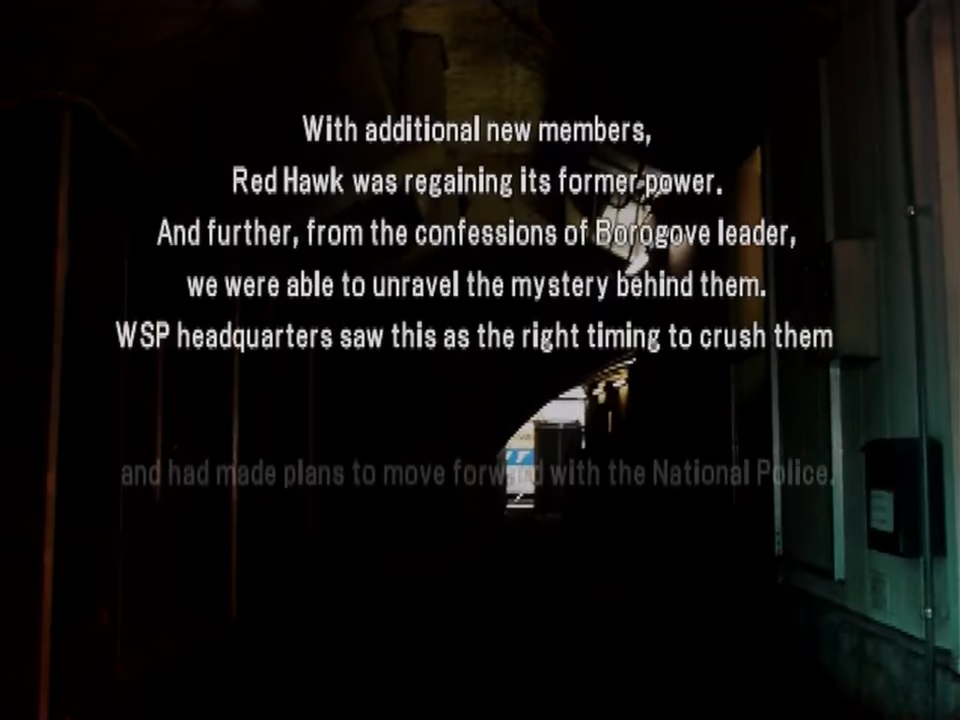 With additional new members,
Red Hawk was regaining its former power.
And further, from the confessions of Borogove leader,
we were able to unravel the mystery behind them.
WSP headquarters saw this as the right timing to crush them
and had made plans to move forward with the National Police.